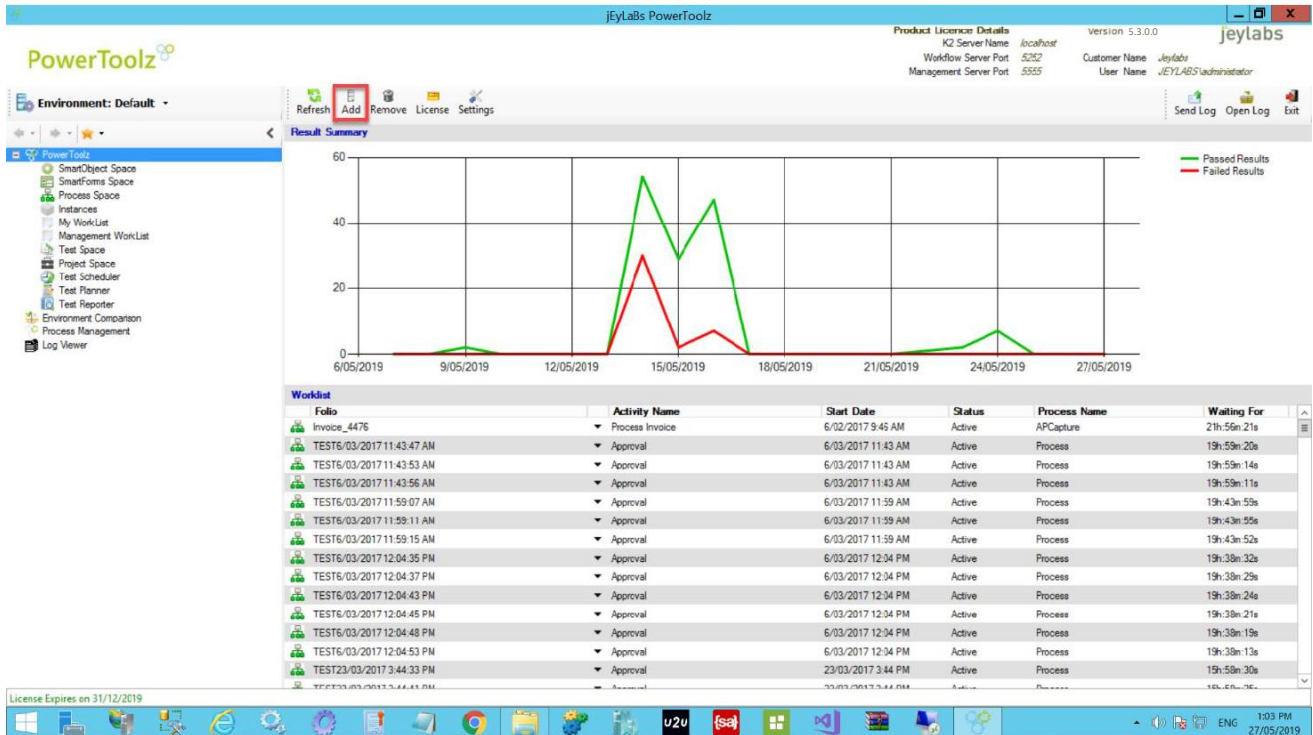 jEyLaBs PowerToolz
PowerToolz
Product Licence Details
Version 5.3.0.0
jeylabs
K2 Server Name localhost
Workflow Server Port 5252
Customer Name Jeylabs
Management Server Port 5555
User Name JEYLABS\administrator
Environment: Default
Refresh Add Remove License Settings
Send Log Open Log Exit
PowerToolz
SmartObject Space
SmartForms Space
Process Space
Instances
My WorkList
Management WorkList
Test Space
Project Space
Test Scheduler
Test Planner
Test Reporter
Environment Comparison
Process Management
Log Viewer
Result Summary
60
40
20
0
6/05/2019 9/05/2019 12/05/2019 15/05/2019 18/05/2019 21/05/2019 24/05/2019 27/05/2019
Passed Results
Failed Results
Worklist
Folio Activity Name Start Date Status Process Name Waiting For
Invoice_4476 Process Invoice 6/02/2017 9:46 AM Active APCapture 21h:56m:21s
TEST6/03/2017 11:43:47 AM Approval 6/03/2017 11:43 AM Active Process 19h:59m:20s
TEST6/03/2017 11:43:53 AM Approval 6/03/2017 11:43 AM Active Process 19h:59m:14s
TEST6/03/2017 11:43:56 AM Approval 6/03/2017 11:43 AM Active Process 19h:59m:11s
TEST6/03/2017 11:59:07 AM Approval 6/03/2017 11:59 AM Active Process 19h:43m:59s
TEST6/03/2017 11:59:11 AM Approval 6/03/2017 11:59 AM Active Process 19h:43m:55s
TEST6/03/2017 11:59:15 AM Approval 6/03/2017 11:59 AM Active Process 19h:43m:52s
TEST6/03/2017 12:04:35 PM Approval 6/03/2017 12:04 PM Active Process 19h:38m:32s
TEST6/03/2017 12:04:37 PM Approval 6/03/2017 12:04 PM Active Process 19h:38m:29s
TEST6/03/2017 12:04:43 PM Approval 6/03/2017 12:04 PM Active Process 19h:38m:24s
TEST6/03/2017 12:04:45 PM Approval 6/03/2017 12:04 PM Active Process 19h:38m:21s
TEST6/03/2017 12:04:48 PM Approval 6/03/2017 12:04 PM Active Process 19h:38m:19s
TEST6/03/2017 12:04:53 PM Approval 6/03/2017 12:04 PM Active Process 19h:38m:13s
TEST23/03/2017 3:44:33 PM Approval 23/03/2017 3:44 PM Active Process 15h:58m:30s
License Expires on 31/12/2019
u2u
{sa}
ENG
1:03 PM
27/05/2019